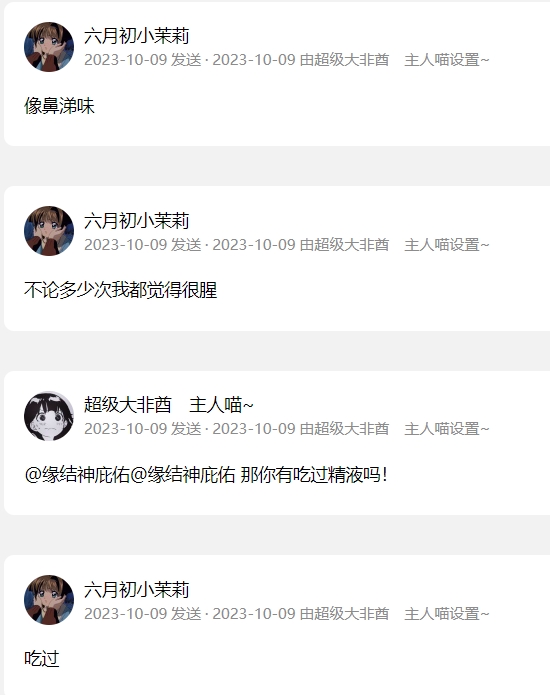 六月初小茉莉
2023-10-09 发送 · 2023-10-09 由超级大非酋　主人喵设置~
像鼻涕味
六月初小茉莉
2023-10-09 发送 · 2023-10-09 由超级大非酋　主人喵设置~
不论多少次我都觉得很腥
超级大非酋　主人喵~
2023-10-09 发送 · 2023-10-09 由超级大非酋　主人喵设置~
@缘结神庇佑@缘结神庇佑 那你有吃过精液吗！
六月初小茉莉
2023-10-09 发送 · 2023-10-09 由超级大非酋　主人喵设置~
吃过